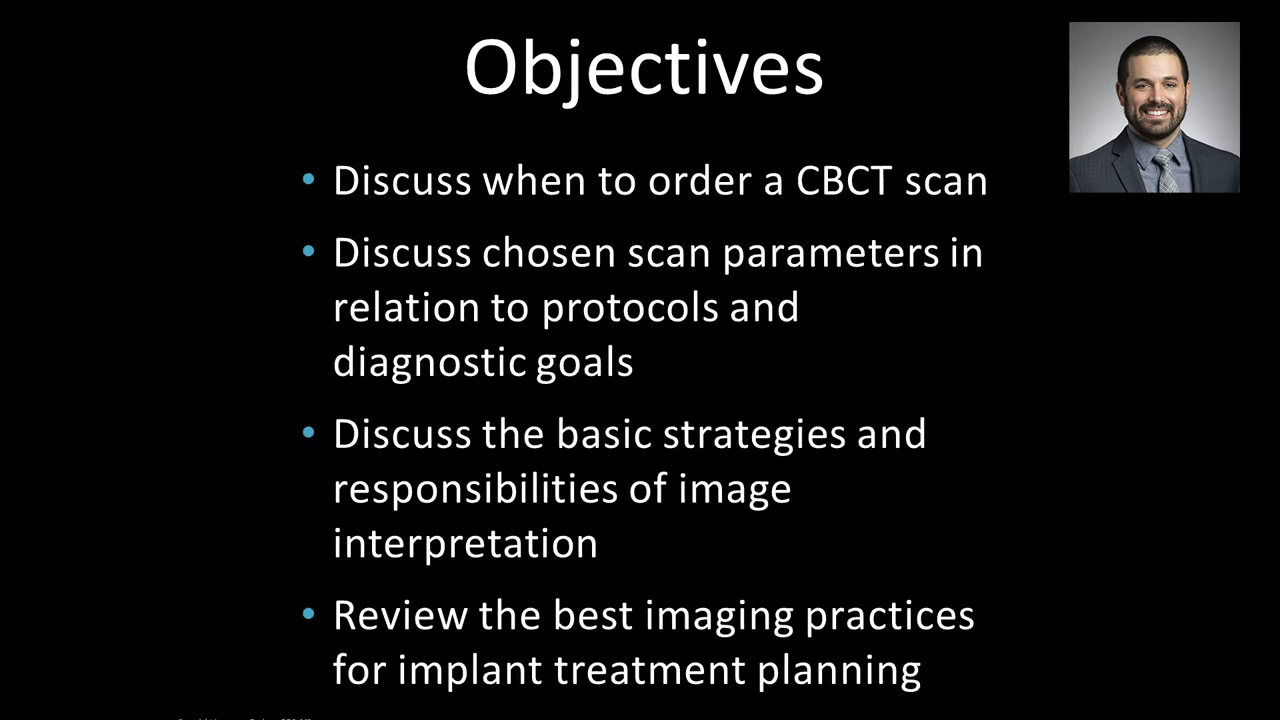 Objectives
• Discuss when to order a CBCT scan
• Discuss chosen scan parameters in
relation to protocols and
diagnostic goals
• Discuss the basic strategies and
responsibilities of image
interpretation
• Review the best imaging practices
for implant treatment planning